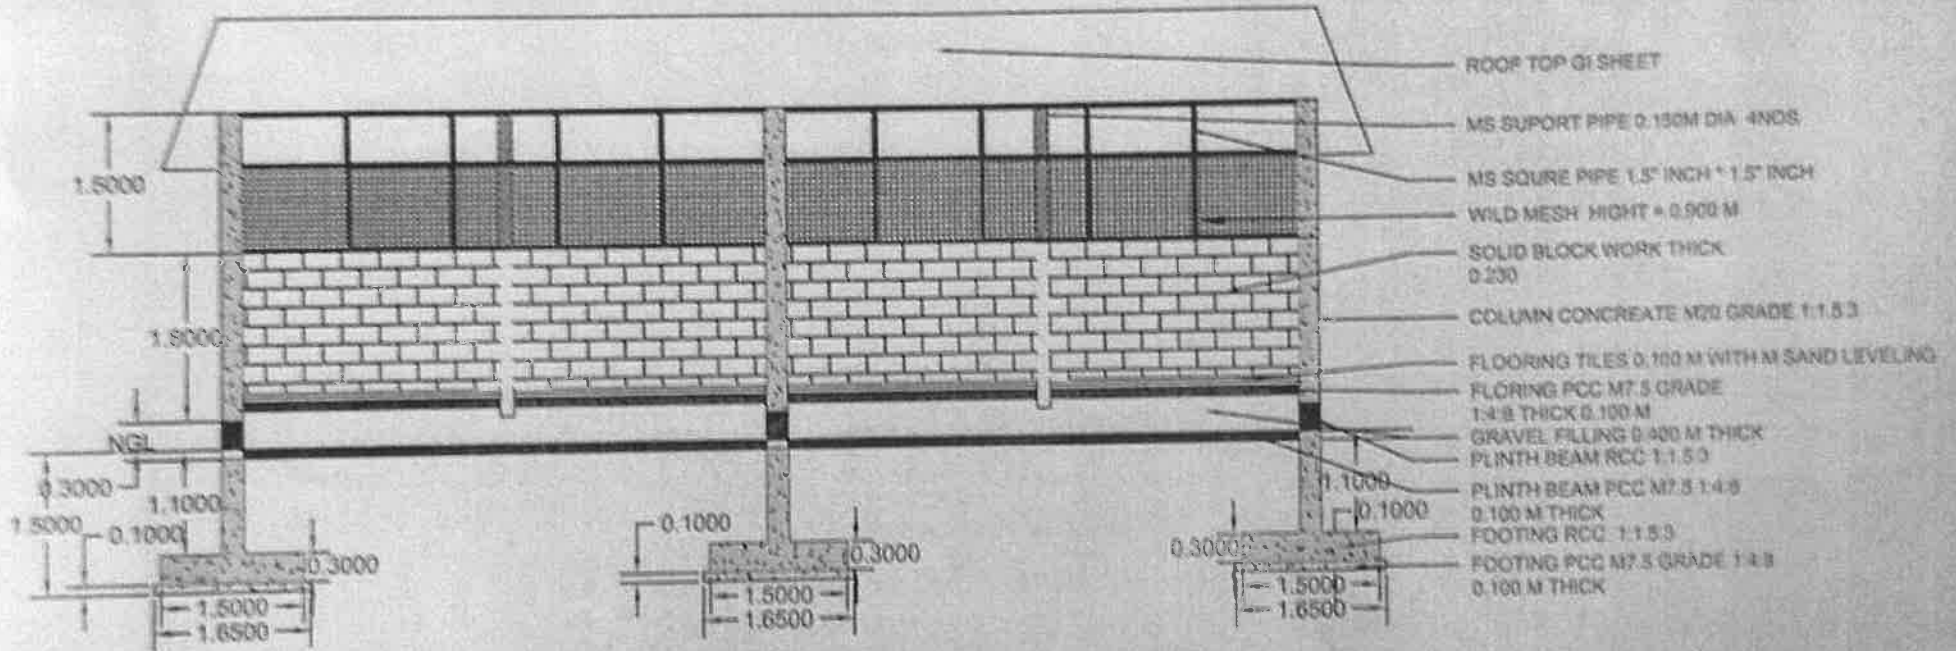 ROOF TOP GI SHEET
MS SUPORT PIPE 0.150M DIA 4NOS
MS SQURE PIPE 1.5" INCH * 1.5" INCH
WILD MESH HIGHT = 0.900 M
SOLID BLOCK WORK THICK
0.230
COLUMN CONCREATE M20 GRADE 1:1.5:3
FLOORING TILES 0.100 M WITH M SAND LEVELING
FLORING PCC M7.5 GRADE
1:4:8 THICK 0.100 M
GRAVEL FILLING 0.400 M THICK
PLINTH BEAM RCC 1:1.5:3
PLINTH BEAM PCC M7.5 1:4:8
0.100 M THICK
FOOTING RCC 1:1.5:3
FOOTING PCC M7.5 GRADE 1:4:8
0.100 M THICK
1.5000
1.8000
NGL
0.3000
1.1000
1.5000
0.1000
0.3000
1.5000
1.6500
0.1000
0.3000
1.5000
1.6500
1.1000
0.1000
0.3000
1.5000
1.6500